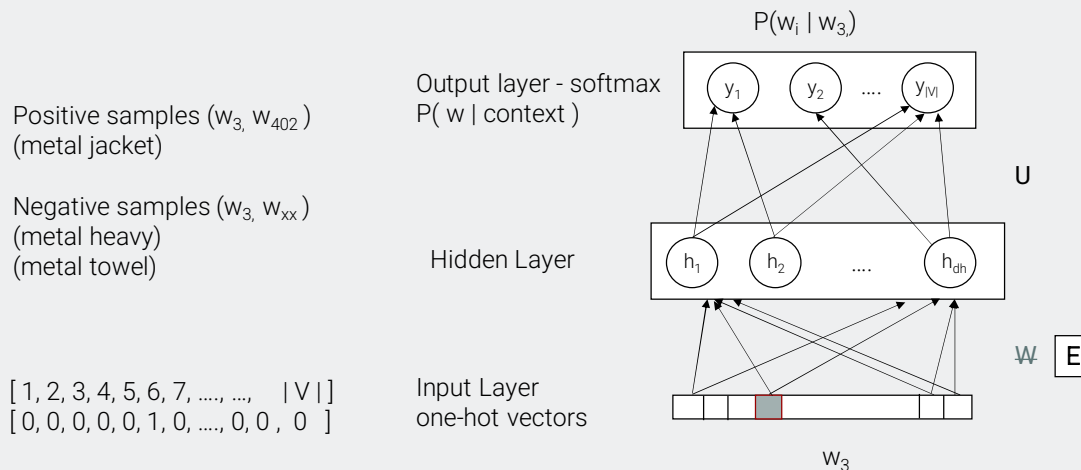 P(w₃ᵢ | w₃,)
Output layer - softmax
P( w | context )
y₁ y₂ .... y|V|
Positive samples (w₃, w₄₀₂ )
(metal jacket)
U
Negative samples (w₃, wₓₓ )
(metal heavy)
(metal towel)
Hidden Layer
h₁ h₂ .... h_dh
W E
[ 1, 2, 3, 4, 5, 6, 7, ...., ..., | V | ]
[ 0, 0, 0, 0, 0, 1, 0, ...., 0, 0 , 0 ]
Input Layer
one-hot vectors
w₃